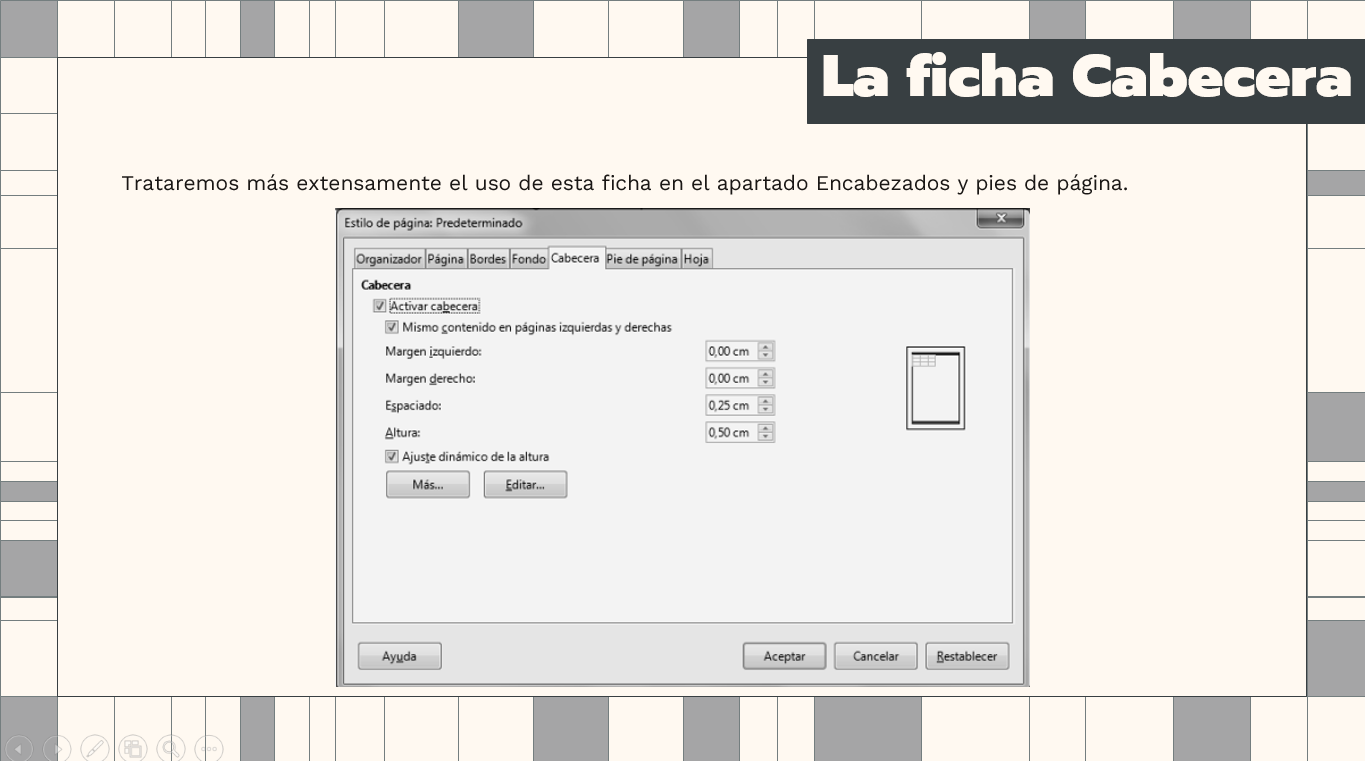 La ficha Cabecera
Trataremos más extensamente el uso de esta ficha en el apartado Encabezados y pies de página.
Estilo de página: Predeterminado
x
Organizador Página Bordes Fondo Cabecera Pie de página Hoja
Cabecera
Activar cabecera
Mismo contenido en páginas izquierdas y derechas
Margen izquierdo: 0,00 cm
Margen derecho: 0,00 cm
Espaciado: 0,25 cm
Altura: 0,50 cm
Ajuste dinámico de la altura
Más... Editar...
Ayuda Aceptar Cancelar Restablecer